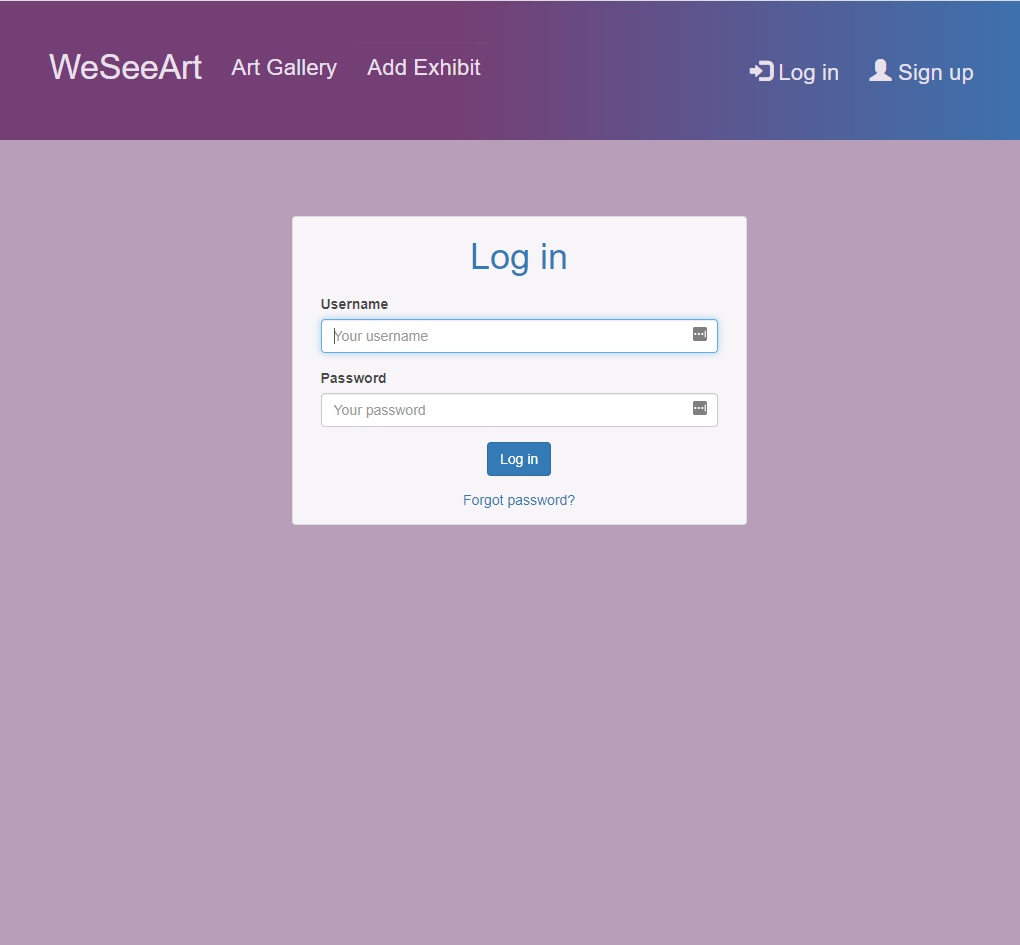 WeSeeArt Art Gallery Add Exhibit Log in Sign up
Log in
Username
Your username
Password
Your password
Log in
Forgot password?